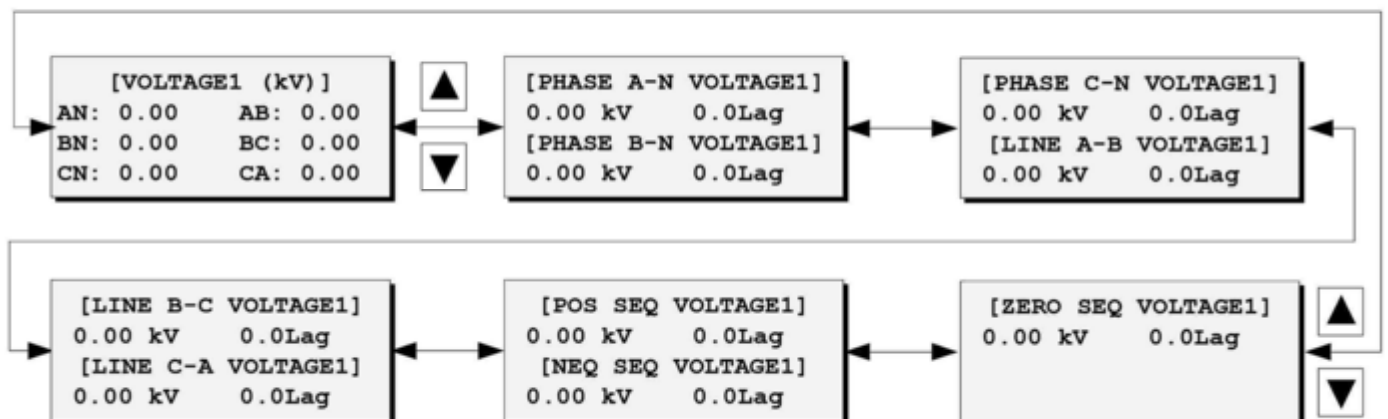 [VOLTAGE1 (kV)]
AN: 0.00 AB: 0.00
BN: 0.00 BC: 0.00
CN: 0.00 CA: 0.00
[PHASE A-N VOLTAGE1]
0.00 kV 0.0Lag
[PHASE B-N VOLTAGE1]
0.00 kV 0.0Lag
[PHASE C-N VOLTAGE1]
0.00 kV 0.0Lag
[LINE A-B VOLTAGE1]
0.00 kV 0.0Lag
[LINE B-C VOLTAGE1]
0.00 kV 0.0Lag
[LINE C-A VOLTAGE1]
0.00 kV 0.0Lag
[POS SEQ VOLTAGE1]
0.00 kV 0.0Lag
[NEQ SEQ VOLTAGE1]
0.00 kV 0.0Lag
[ZERO SEQ VOLTAGE1]
0.00 kV 0.0Lag